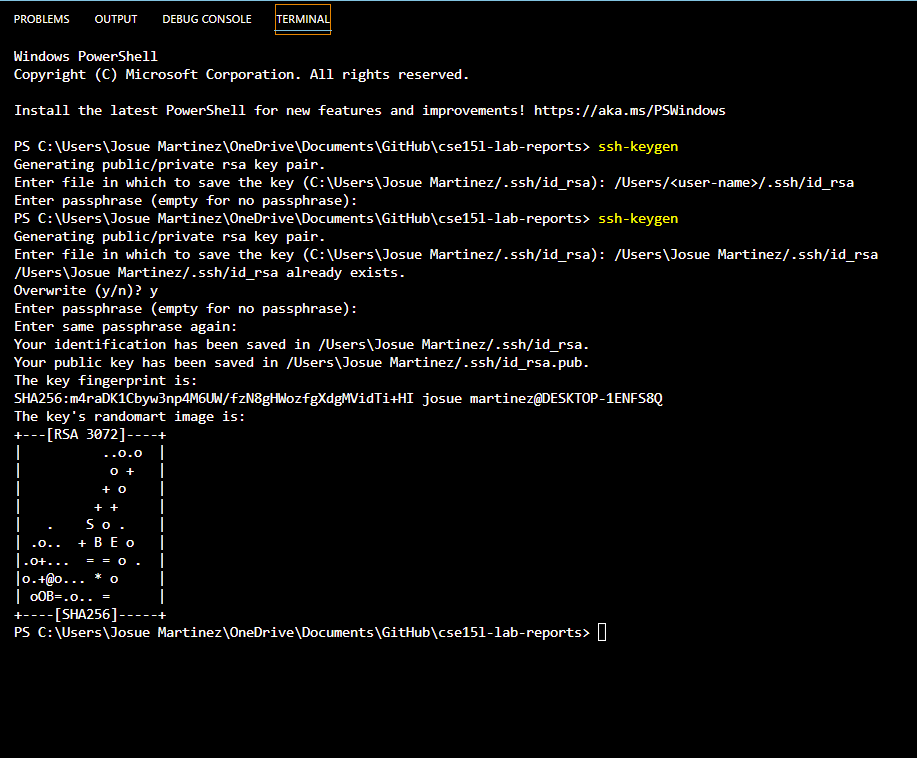 PROBLEMS OUTPUT DEBUG CONSOLE TERMINAL
Windows PowerShell
Copyright (C) Microsoft Corporation. All rights reserved.
Install the latest PowerShell for new features and improvements! https://aka.ms/PSWindows
PS C:\Users\Josue Martinez\OneDrive\Documents\GitHub\cse15l-lab-reports> ssh-keygen
Generating public/private rsa key pair.
Enter file in which to save the key (C:\Users\Josue Martinez/.ssh/id_rsa): /Users/<user-name>/.ssh/id_rsa
Enter passphrase (empty for no passphrase):
PS C:\Users\Josue Martinez\OneDrive\Documents\GitHub\cse15l-lab-reports> ssh-keygen
Generating public/private rsa key pair.
Enter file in which to save the key (C:\Users\Josue Martinez/.ssh/id_rsa): /Users\Josue Martinez/.ssh/id_rsa
/Users\Josue Martinez/.ssh/id_rsa already exists.
Overwrite (y/n)? y
Enter passphrase (empty for no passphrase):
Enter same passphrase again:
Your identification has been saved in /Users\Josue Martinez/.ssh/id_rsa.
Your public key has been saved in /Users\Josue Martinez/.ssh/id_rsa.pub.
The key fingerprint is:
SHA256:m4raDK1Cbyw3np4M6UW/fzN8gHWozfgXdgMVidTi+HI josue martinez@DESKTOP-1ENFS8Q
The key's randomart image is:
+---[RSA 3072]----+
|          ..o.o  |
|           o +   |
|          + o    |
|         + +     |
|   .    S o .    |
| .o..  + B E o   |
|.o+...  = = o .  |
|o.+@o... * o     |
| oOB=.o.. =      |
+----[SHA256]-----+
PS C:\Users\Josue Martinez\OneDrive\Documents\GitHub\cse15l-lab-reports>